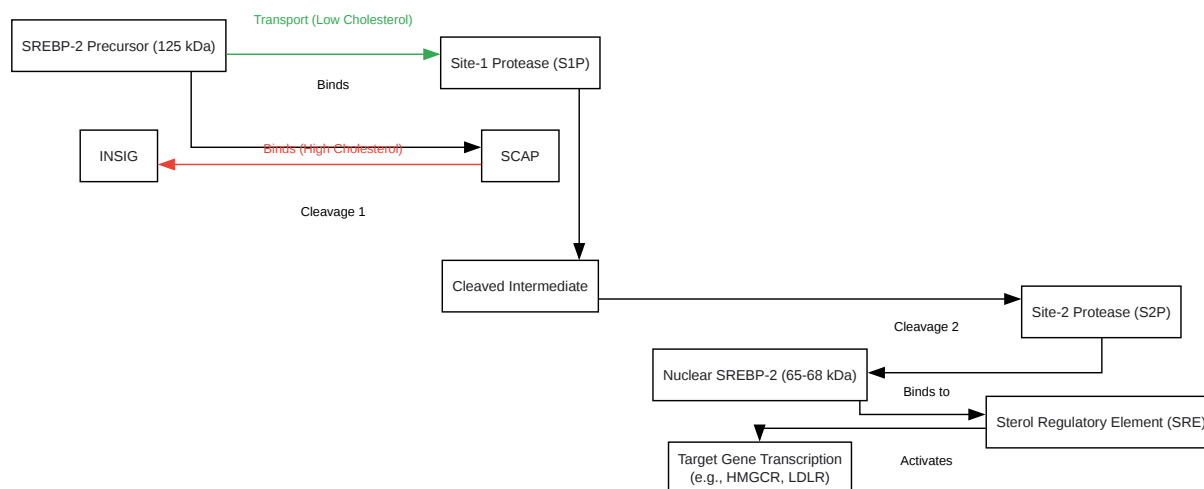 Transport (Low Cholesterol)
SREBP-2 Precursor (125 kDa)
Site-1 Protease (S1P)
Binds
INSIG
Binds (High Cholesterol)
SCAP
Cleavage 1
Cleaved Intermediate
Site-2 Protease (S2P)
Cleavage 2
Nuclear SREBP-2 (65-68 kDa)
Binds to
Sterol Regulatory Element (SRE)
Target Gene Transcription
(e.g., HMGCR, LDLR)
Activates